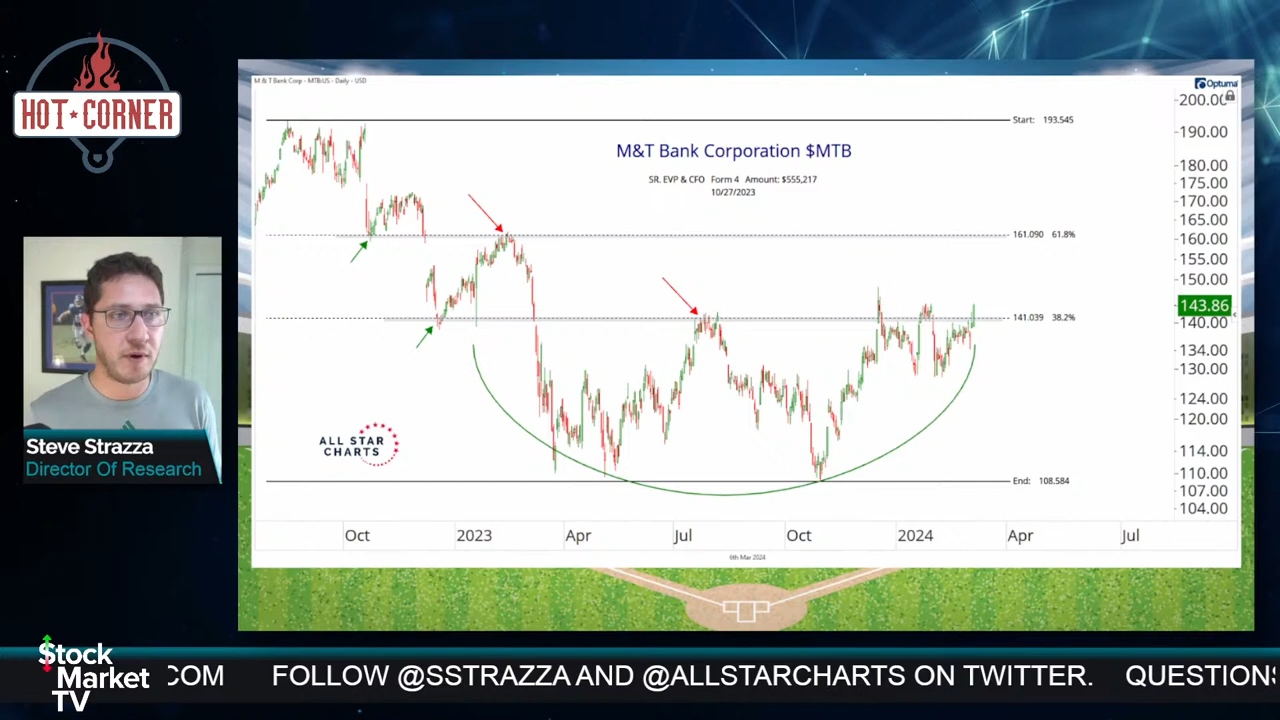 HOT★CORNER
M & T Bank Corp - MTB:US - Daily - USD
Optuma
M&T Bank Corporation $MTB
SR. EVP & CFO Form 4 Amount: $555,217
10/27/2023
Start: 193.545
161.090 61.8%
141.039 38.2%
End: 108.584
200.00
190.00
180.00
175.00
170.00
165.00
160.00
155.00
150.00
143.86
140.00
134.00
130.00
124.00
120.00
114.00
110.00
107.00
104.00
ALL STAR
CHARTS
Oct 2023 Apr Jul Oct 2024 Apr Jul
6th Mar 2024
Steve Strazza
Director Of Research
Stock
Market
TV
.COM FOLLOW @SSTRAZZA AND @ALLSTARCHARTS ON TWITTER. QUESTIONS